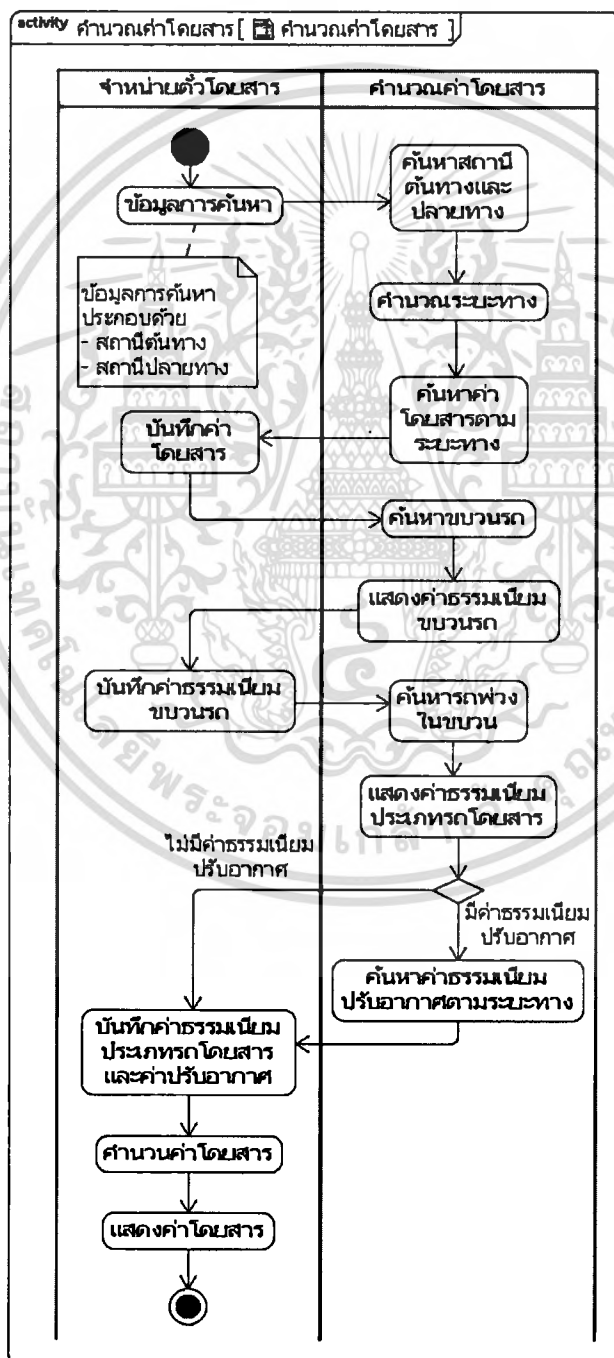 activity คำนวณค่าโดยสาร [ คำนวณค่าโดยสาร ]
จำหน่ายตั๋วโดยสาร
คำนวณค่าโดยสาร
ข้อมูลการค้นหา
ค้นหาสถานี
ต้นทางและ
ปลายทาง
ข้อมูลการค้นหา
ประกอบด้วย
- สถานีต้นทาง
- สถานีปลายทาง
คำนวณระยะทาง
ค้นหาค่า
โดยสารตาม
ระยะทาง
บันทึกค่า
โดยสาร
ค้นหาขบวนรถ
แสดงค่าธรรมเนียม
ขบวนรถ
บันทึกค่าธรรมเนียม
ขบวนรถ
ค้นหารถพ่วง
ในขบวน
แสดงค่าธรรมเนียม
ประเภทรถโดยสาร
ไม่มีค่าธรรมเนียม
ปรับอากาศ
มีค่าธรรมเนียม
ปรับอากาศ
ค้นหาค่าธรรมเนียม
ปรับอากาศตามระยะทาง
บันทึกค่าธรรมเนียม
ประเภทรถโดยสาร
และค่าปรับอากาศ
คำนวนค่าโดยสาร
แสดงค่าโดยสาร